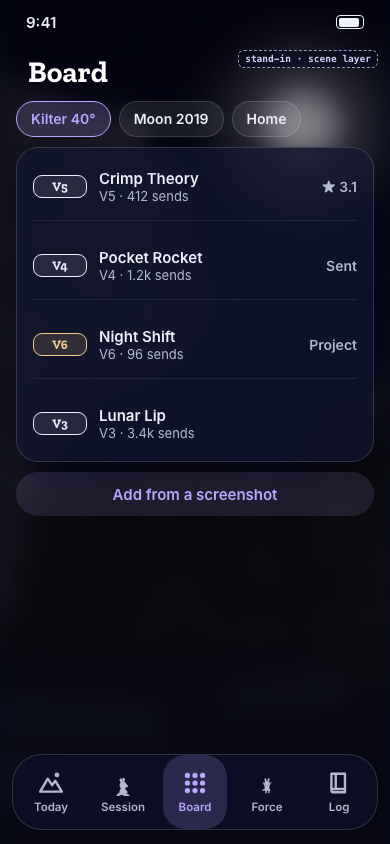 9:41
stand-in · scene layer
Board
Kilter 40°
Moon 2019
Home
V5
Crimp Theory
V5 · 412 sends
★ 3.1
V4
Pocket Rocket
V4 · 1.2k sends
Sent
V6
Night Shift
V6 · 96 sends
Project
V3
Lunar Lip
V3 · 3.4k sends
Add from a screenshot
Today
Session
Board
Force
Log